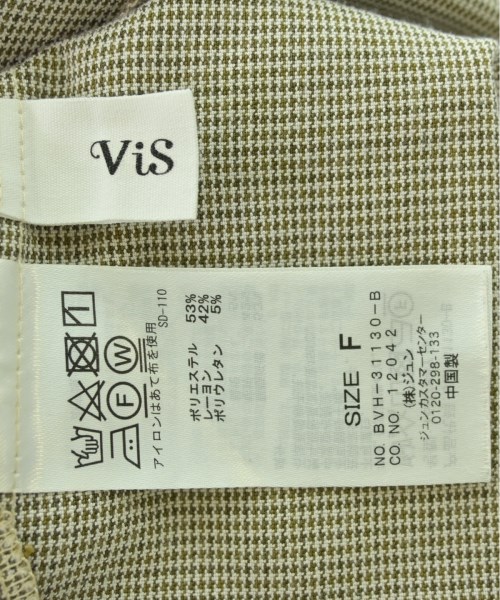 ViS
F
W
アイロンはあて布を使用
SD-110
ポリエステル 53%
レーヨン 42%
ポリウレタン 5%
SIZE F
NO. BVH-31130-B
CO. NO. 12042
(株)ジュン
ジュンカスタマーセンター
0120-298-133
中国製